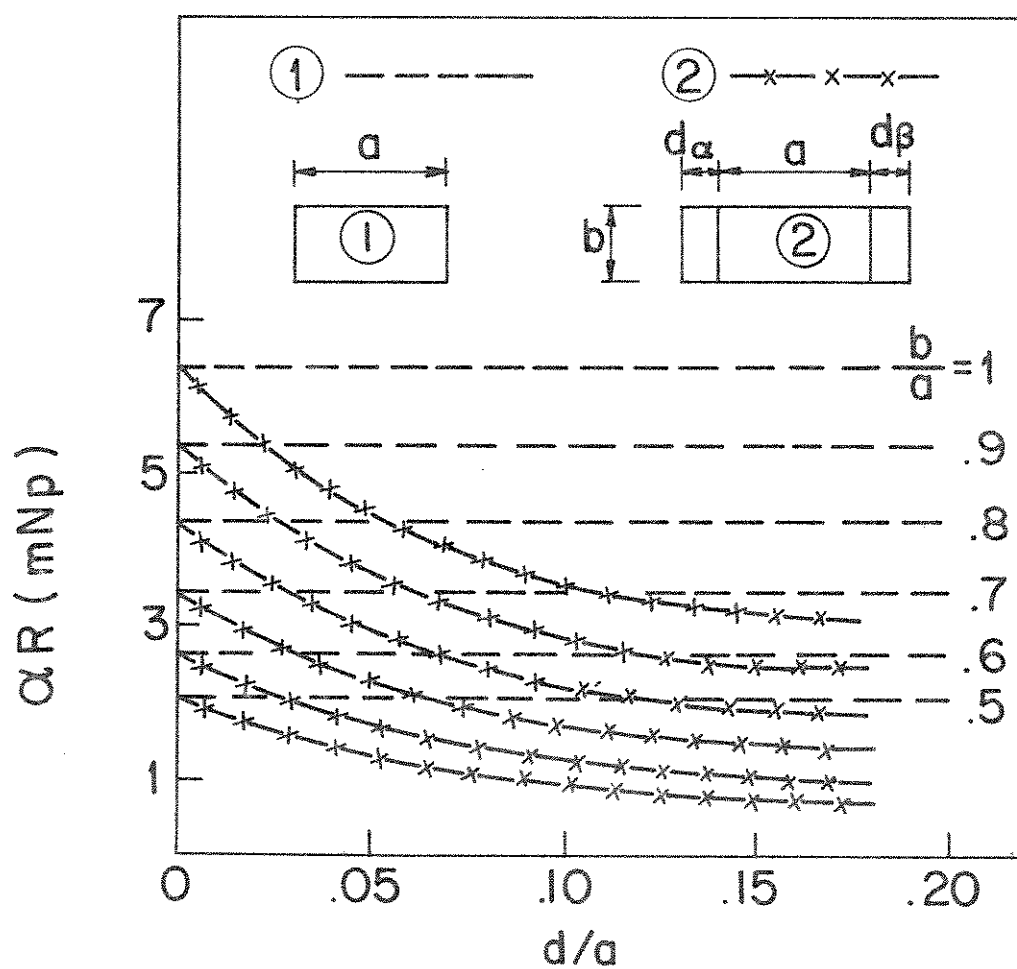 ① ②
a
dα a dβ
① b ②
7
b/a = 1
.9
5
.8
.7
3
.6
.5
1
αR (mNp)
0 .05 .10 .15 .20
d/a